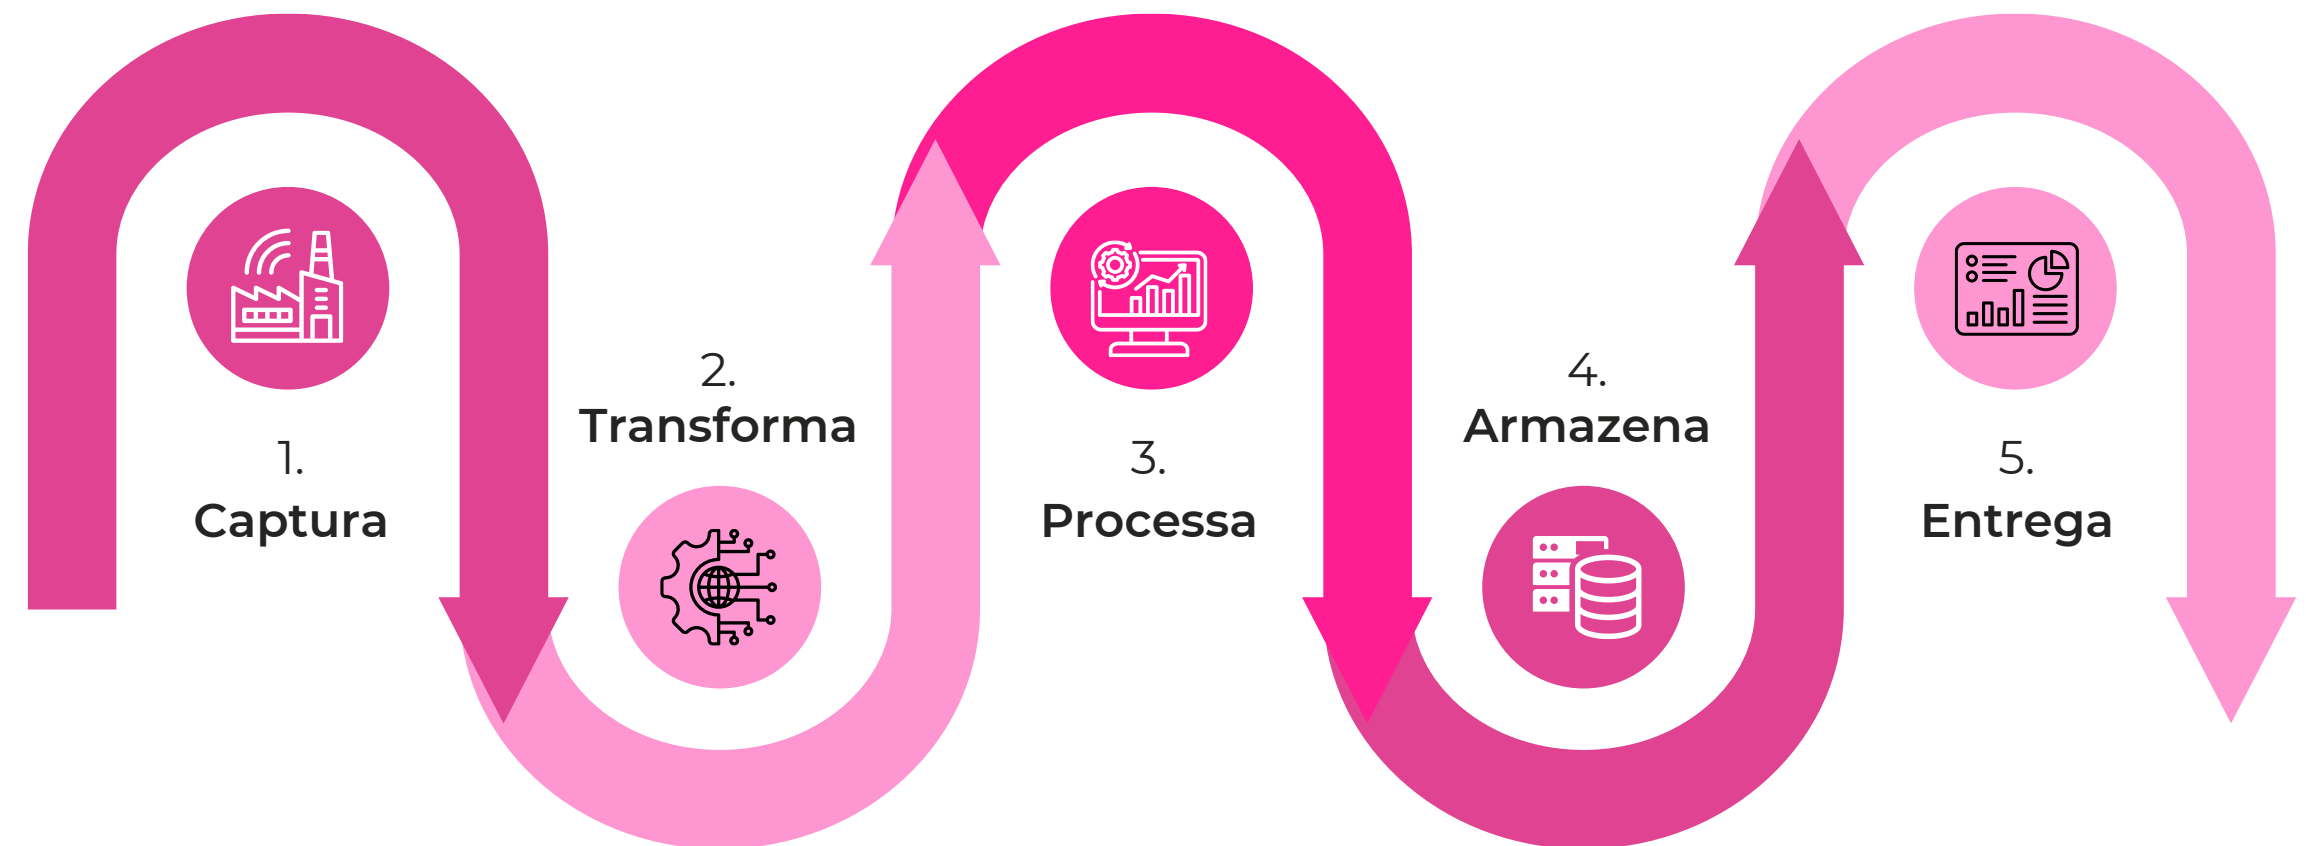 1.
Captura
2.
Transforma
3.
Processa
4.
Armazena
5.
Entrega